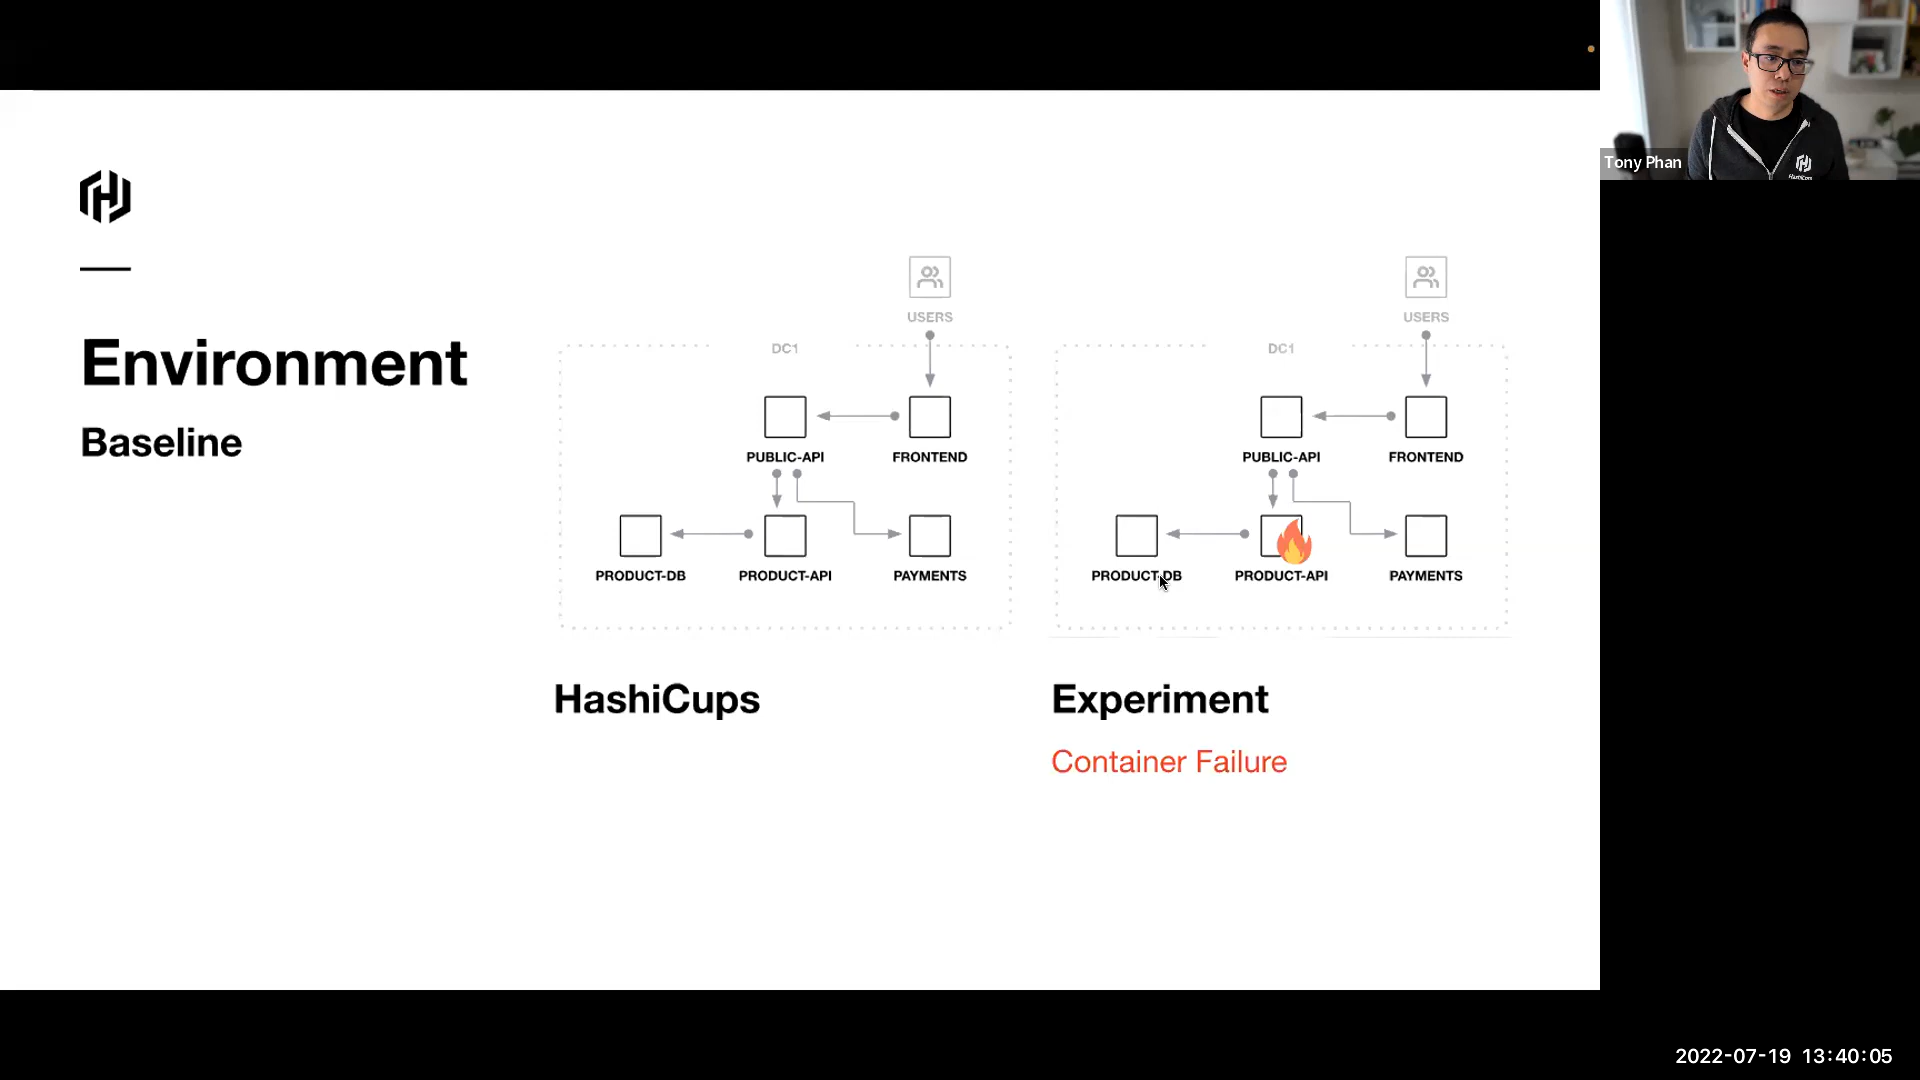 Tony Phan
HashiCorp
Environment
Baseline
USERS
DC1
PUBLIC-API
FRONTEND
PRODUCT-DB
PRODUCT-API
PAYMENTS
HashiCups
USERS
DC1
PUBLIC-API
FRONTEND
PRODUCT-DB
PRODUCT-API
PAYMENTS
Experiment
Container Failure
2022-07-19 13:40:05